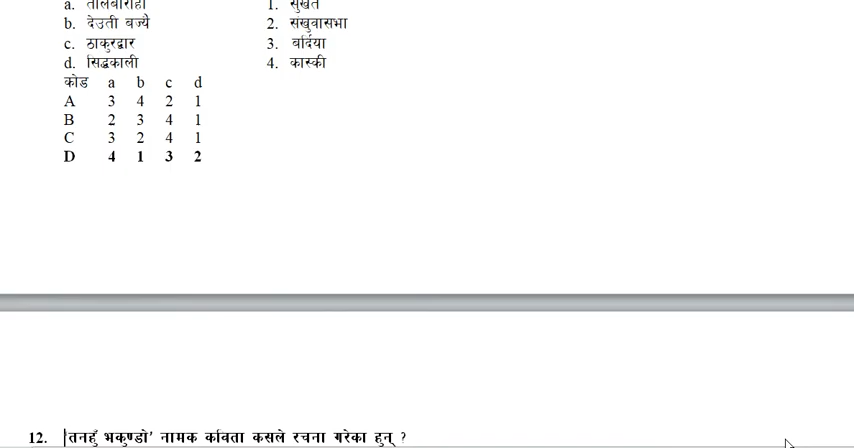 a. तालबाराही 1. सुर्खेत
b. देउती बज्यै 2. संखुवासभा
c. ठाकुरद्वार 3. बर्दिया
d. सिद्धकाली 4. कास्की
कोड a b c d
A 3 4 2 1
B 2 3 4 1
C 3 2 4 1
D 4 1 3 2
12. 'तनहुँ भकुण्डो' नामक कविता कसले रचना गरेका हुन् ?